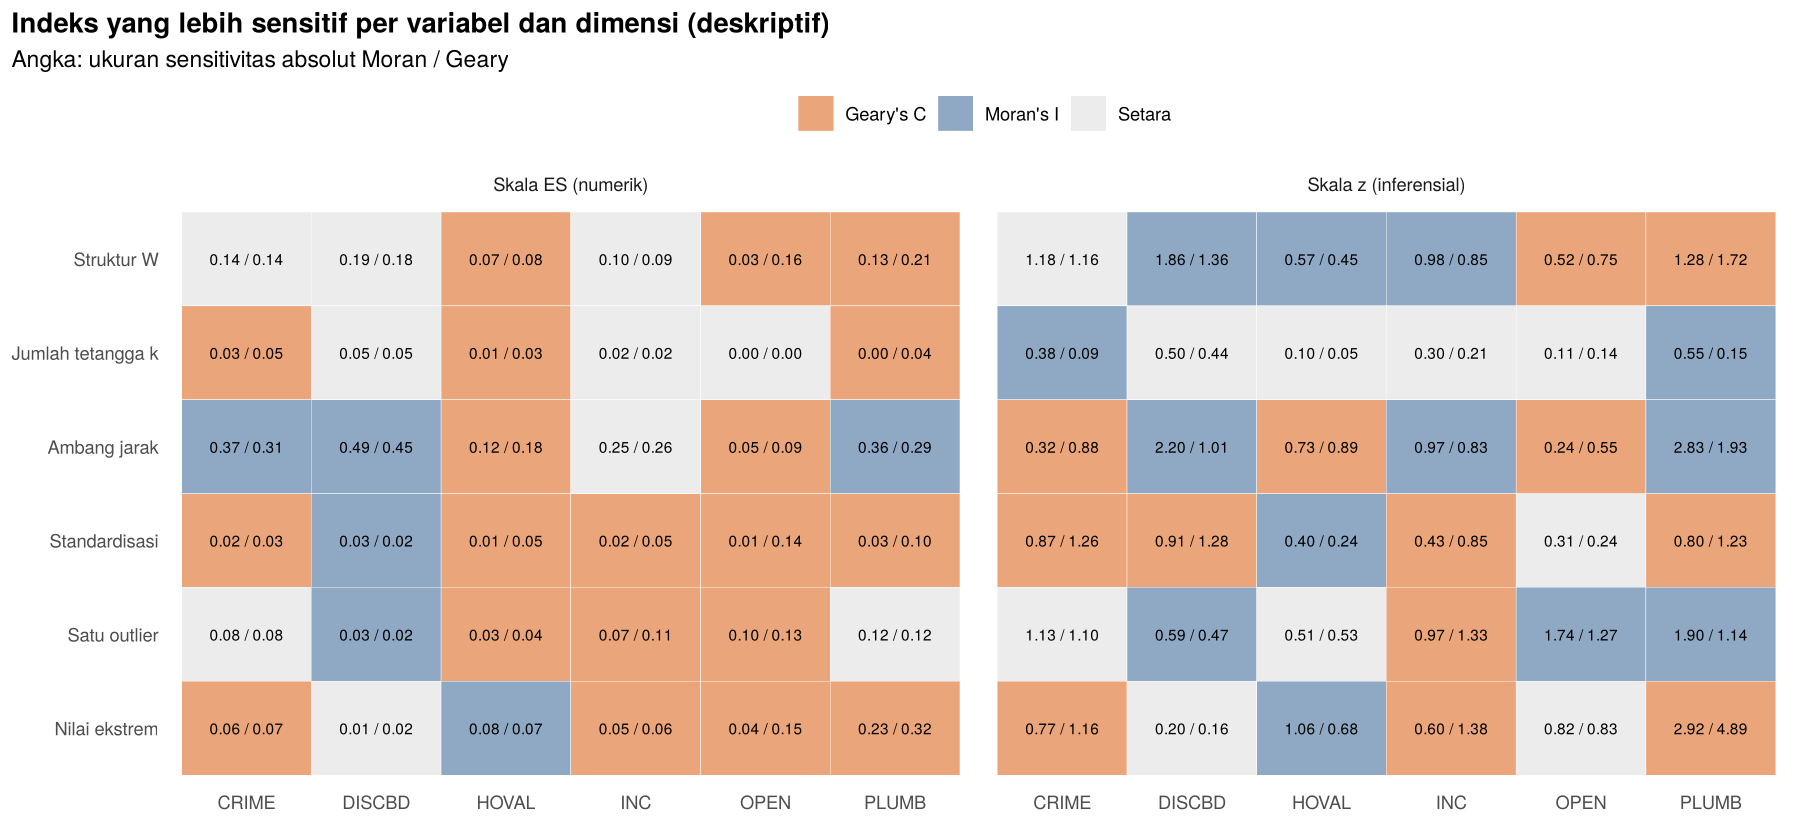 Indeks yang lebih sensitif per variabel dan dimensi (deskriptif)
Angka: ukuran sensitivitas absolut Moran / Geary
Geary's C Moran's I Setara
Skala ES (numerik) Skala z (inferensial)
Struktur W 0.14 / 0.14 0.19 / 0.18 0.07 / 0.08 0.10 / 0.09 0.03 / 0.16 0.13 / 0.21 1.18 / 1.16 1.86 / 1.36 0.57 / 0.45 0.98 / 0.85 0.52 / 0.75 1.28 / 1.72
Jumlah tetangga k 0.03 / 0.05 0.05 / 0.05 0.01 / 0.03 0.02 / 0.02 0.00 / 0.00 0.00 / 0.04 0.38 / 0.09 0.50 / 0.44 0.10 / 0.05 0.30 / 0.21 0.11 / 0.14 0.55 / 0.15
Ambang jarak 0.37 / 0.31 0.49 / 0.45 0.12 / 0.18 0.25 / 0.26 0.05 / 0.09 0.36 / 0.29 0.32 / 0.88 2.20 / 1.01 0.73 / 0.89 0.97 / 0.83 0.24 / 0.55 2.83 / 1.93
Standardisasi 0.02 / 0.03 0.03 / 0.02 0.01 / 0.05 0.02 / 0.05 0.01 / 0.14 0.03 / 0.10 0.87 / 1.26 0.91 / 1.28 0.40 / 0.24 0.43 / 0.85 0.31 / 0.24 0.80 / 1.23
Satu outlier 0.08 / 0.08 0.03 / 0.02 0.03 / 0.04 0.07 / 0.11 0.10 / 0.13 0.12 / 0.12 1.13 / 1.10 0.59 / 0.47 0.51 / 0.53 0.97 / 1.33 1.74 / 1.27 1.90 / 1.14
Nilai ekstrem 0.06 / 0.07 0.01 / 0.02 0.08 / 0.07 0.05 / 0.06 0.04 / 0.15 0.23 / 0.32 0.77 / 1.16 0.20 / 0.16 1.06 / 0.68 0.60 / 1.38 0.82 / 0.83 2.92 / 4.89
CRIME DISCBD HOVAL INC OPEN PLUMB CRIME DISCBD HOVAL INC OPEN PLUMB